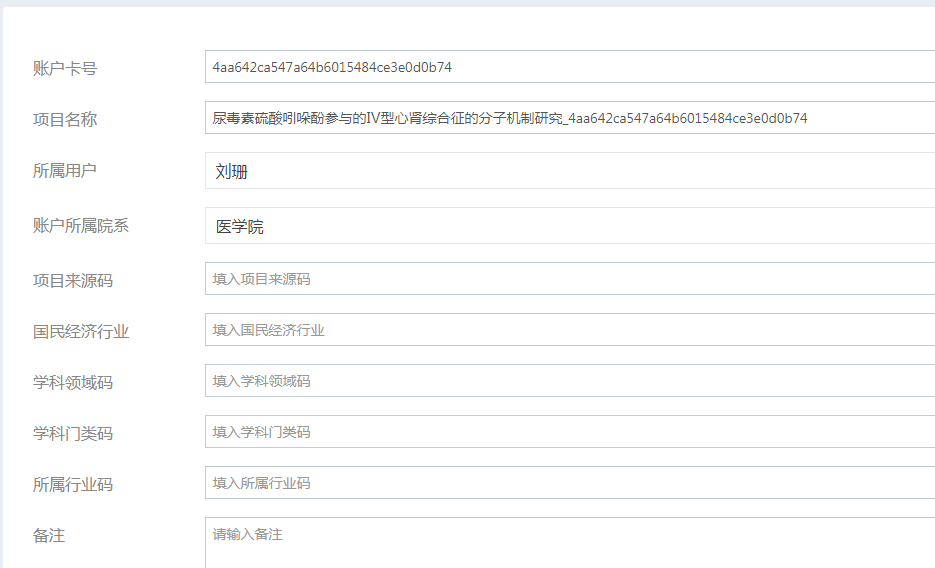 账户卡号
4aa642ca547a64b6015484ce3e0d0b74
项目名称
尿毒素硫酸吲哚酚参与的IV型心肾综合征的分子机制研究_4aa642ca547a64b6015484ce3e0d0b74
所属用户
刘珊
账户所属院系
医学院
项目来源码
填入项目来源码
国民经济行业
填入国民经济行业
学科领域码
填入学科领域码
学科门类码
填入学科门类码
所属行业码
填入所属行业码
备注
请输入备注